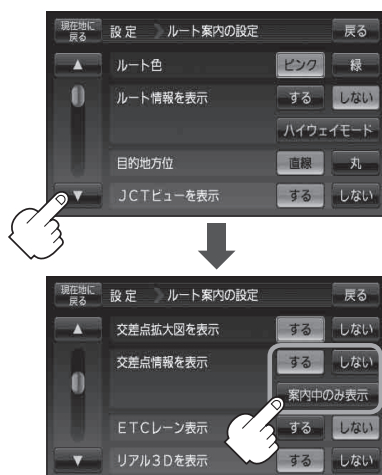 現在地に戻る 設定 ルート案内の設定 戻る
▲ ルート色 ピンク 緑
ルート情報を表示 する しない
ハイウェイモード
目的地方位 直線 丸
▼ JCTビューを表示 する しない
現在地に戻る 設定 ルート案内の設定 戻る
▲ 交差点拡大図を表示 する しない
交差点情報を表示 する しない
案内中のみ表示
ETCレーン表示 する しない
▼ リアル3Dを表示 する しない